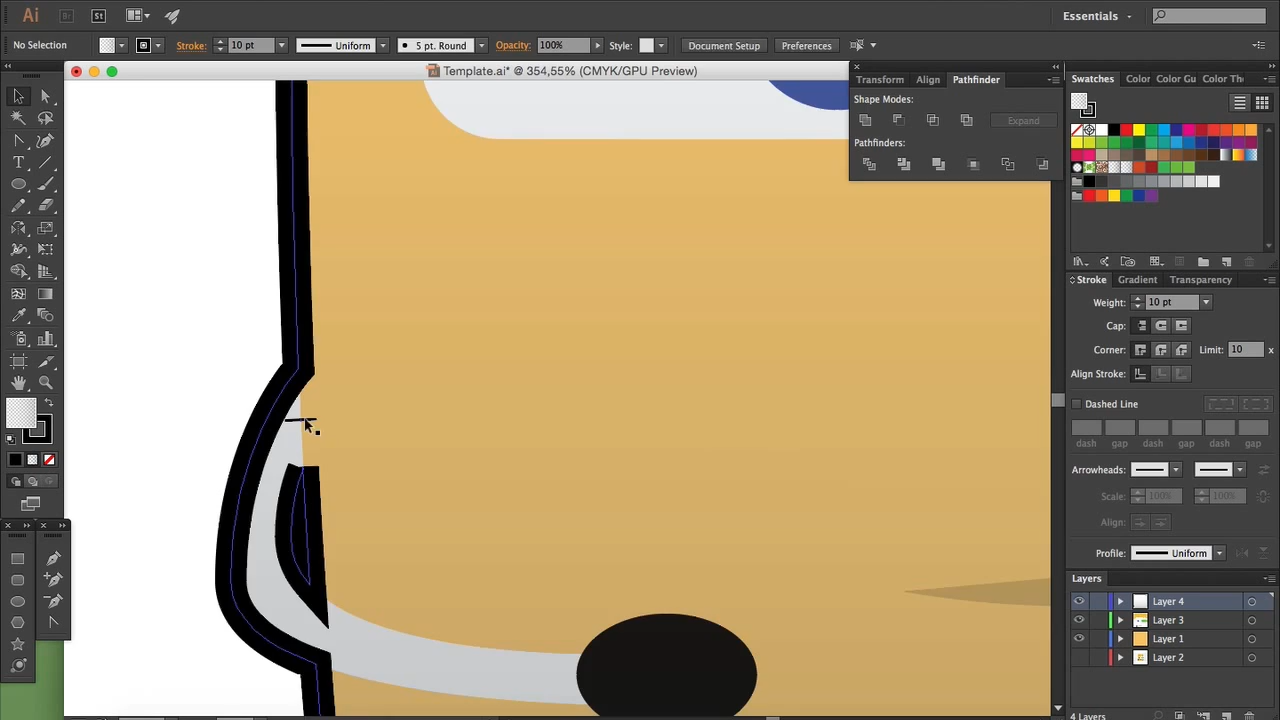 Ai Br St Essentials
No Selection Stroke: 10 pt Uniform 5 pt. Round Opacity: 100% Style: Document Setup Preferences
Template.ai* @ 354,55% (CMYK/GPU Preview)
Transform Align Pathfinder
Shape Modes:
Expand
Pathfinders:
Swatches Color Color Gu Color The
Stroke Gradient Transparency
Weight: 10 pt
Cap:
Corner: Limit: 10 x
Align Stroke:
Dashed Line
dash gap dash gap dash gap
Arrowheads:
Scale: 100% 100%
Align:
Profile: Uniform
Layers
Layer 4
Layer 3
Layer 1
Layer 2
4 Layers